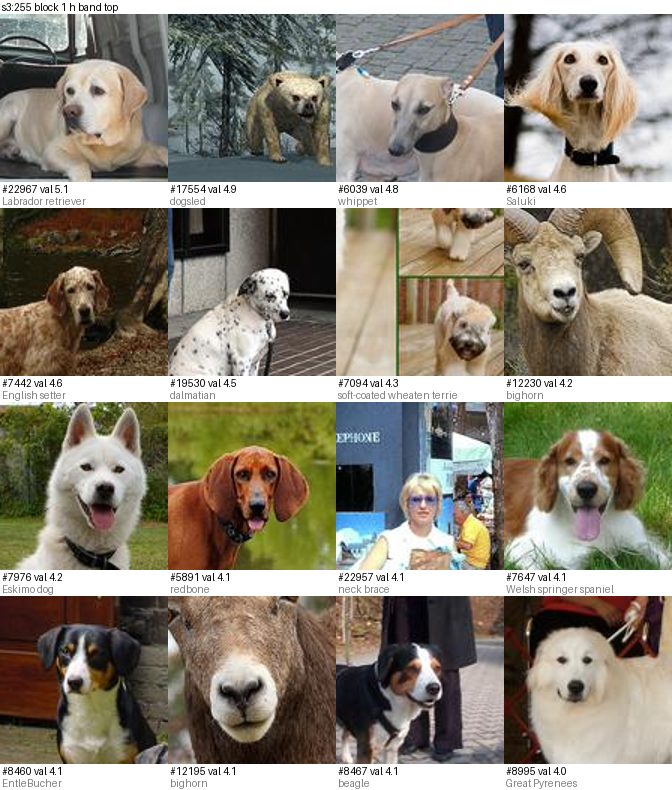 s3:255 block 1 h band top
#22967 val 5.1
Labrador retriever
#17554 val 4.9
dogsled
#6039 val 4.8
whippet
#6168 val 4.6
Saluki
#7442 val 4.6
English setter
#19530 val 4.5
dalmatian
#7094 val 4.3
soft-coated wheaten terrie
#12230 val 4.2
bighorn
EPHONE
#7976 val 4.2
Eskimo dog
#5891 val 4.1
redbone
#22957 val 4.1
neck brace
#7647 val 4.1
Welsh springer spaniel
#8460 val 4.1
EntleBucher
#12195 val 4.1
bighorn
#8467 val 4.1
beagle
#8995 val 4.0
Great Pyrenees